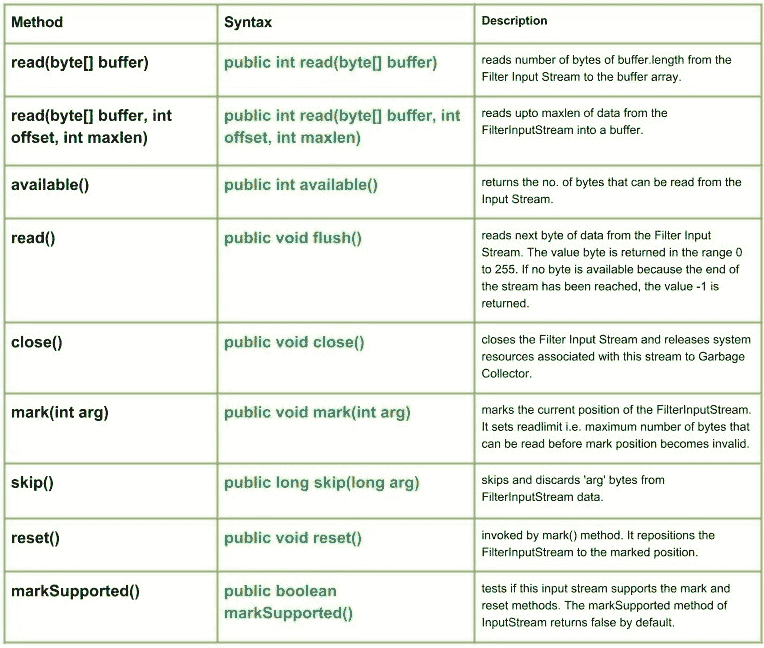 Method Syntax Description
read(byte[] buffer) public int read(byte[] buffer) reads number of bytes of buffer.length from the
Filter Input Stream to the buffer array.
read(byte[] buffer, int public int read(byte[] buffer, int reads upto maxlen of data from the
offset, int maxlen) offset, int maxlen) FilterInputStream into a buffer.
available() public int available() returns the no. of bytes that can be read from the
Input Stream.
read() public void flush() reads next byte of data from the Filter Input
Stream. The value byte is returned in the range 0
to 255. If no byte is available because the end of
the stream has been reached, the value -1 is
returned.
close() public void close() closes the Filter Input Stream and releases system
resources associated with this stream to Garbage
Collector.
mark(int arg) public void mark(int arg) marks the current position of the FilterInputStream.
It sets readlimit i.e. maximum number of bytes that
can be read before mark position becomes invalid.
skip() public long skip(long arg) skips and discards 'arg' bytes from
FilterInputStream data.
reset() public void reset() invoked by mark() method. It repositions the
FilterInputStream to the marked position.
markSupported() public boolean tests if this input stream supports the mark and
markSupported() reset methods. The markSupported method of
InputStream returns false by default.